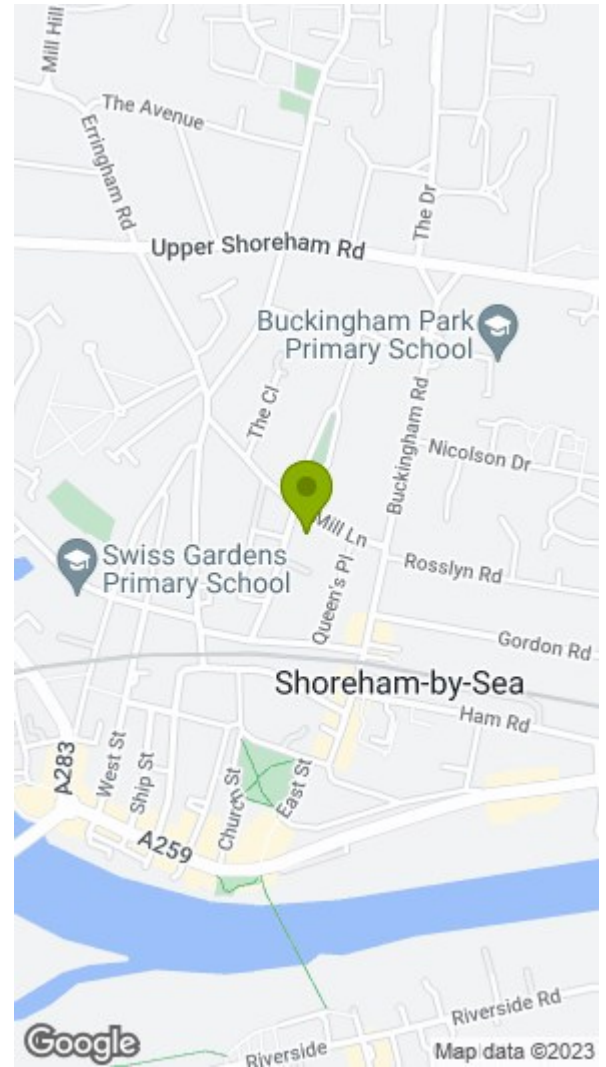 Mill Hill
The Avenue
Erringham Rd
The Dr
Upper Shoreham Rd
Buckingham Park
Primary School
The Cl
Buckingham Rd
Nicolson Dr
Mill Ln
Swiss Gardens
Primary School
Queen's Pl
Rosslyn Rd
Gordon Rd
Shoreham-by-Sea
Ham Rd
A283
West St
Ship St
Church St
East St
A259
Riverside Rd
Google
Riverside
Map data ©2023